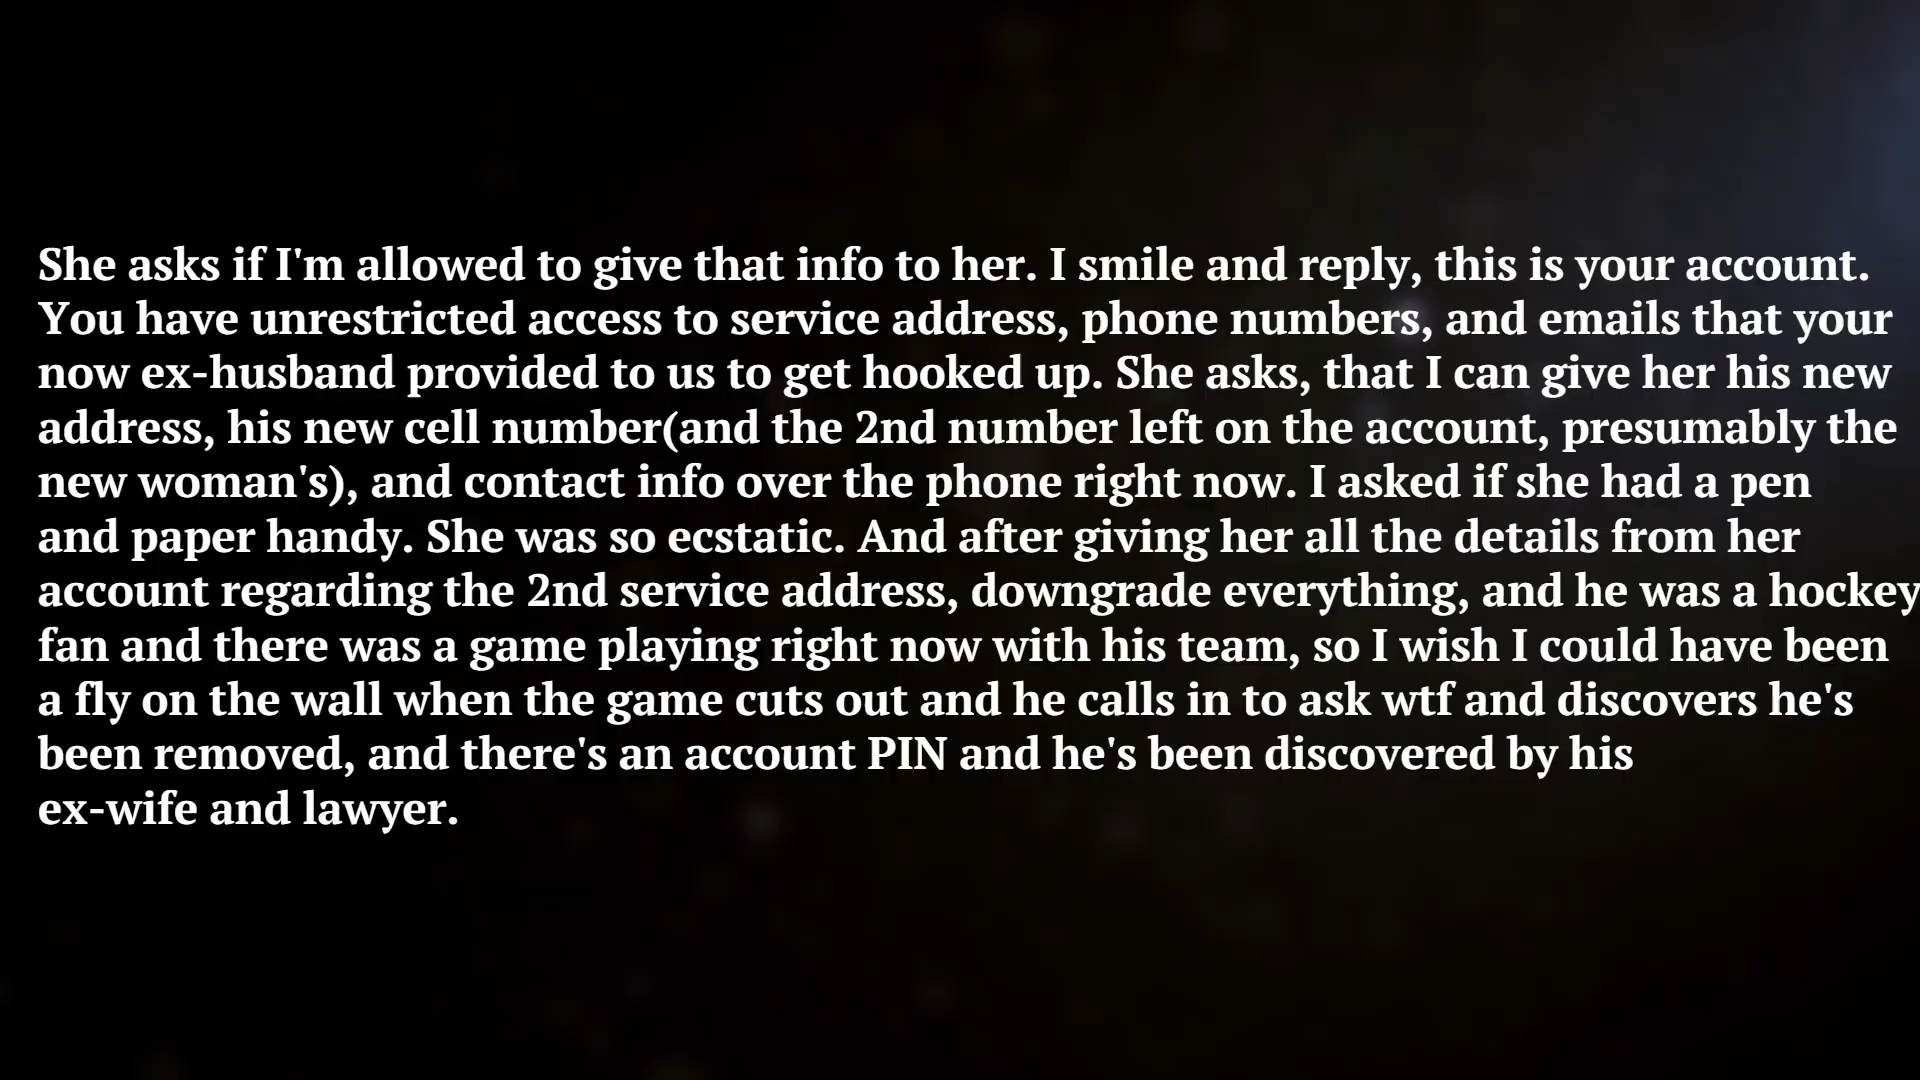 She asks if I'm allowed to give that info to her. I smile and reply, this is your account.
You have unrestricted access to service address, phone numbers, and emails that your
now ex-husband provided to us to get hooked up. She asks, that I can give her his new
address, his new cell number(and the 2nd number left on the account, presumably the
new woman's), and contact info over the phone right now. I asked if she had a pen
and paper handy. She was so ecstatic. And after giving her all the details from her
account regarding the 2nd service address, downgrade everything, and he was a hockey
fan and there was a game playing right now with his team, so I wish I could have been
a fly on the wall when the game cuts out and he calls in to ask wtf and discovers he's
been removed, and there's an account PIN and he's been discovered by his
ex-wife and lawyer.